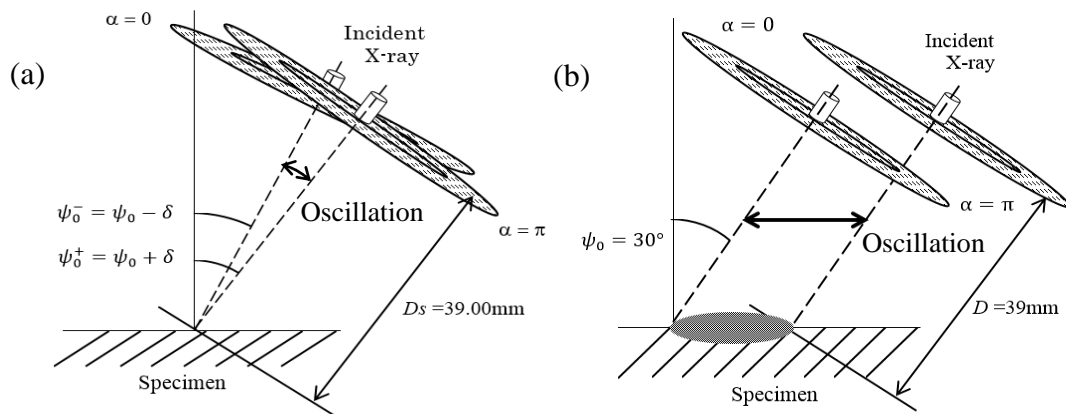 (a)
α = 0
Incident
X-ray
ψ₀⁻ = ψ₀ − δ
ψ₀⁺ = ψ₀ + δ
Oscillation
α = π
Ds =39.00mm
Specimen
(b)
α = 0
Incident
X-ray
ψ₀ = 30°
α = π
Oscillation
D =39mm
Specimen